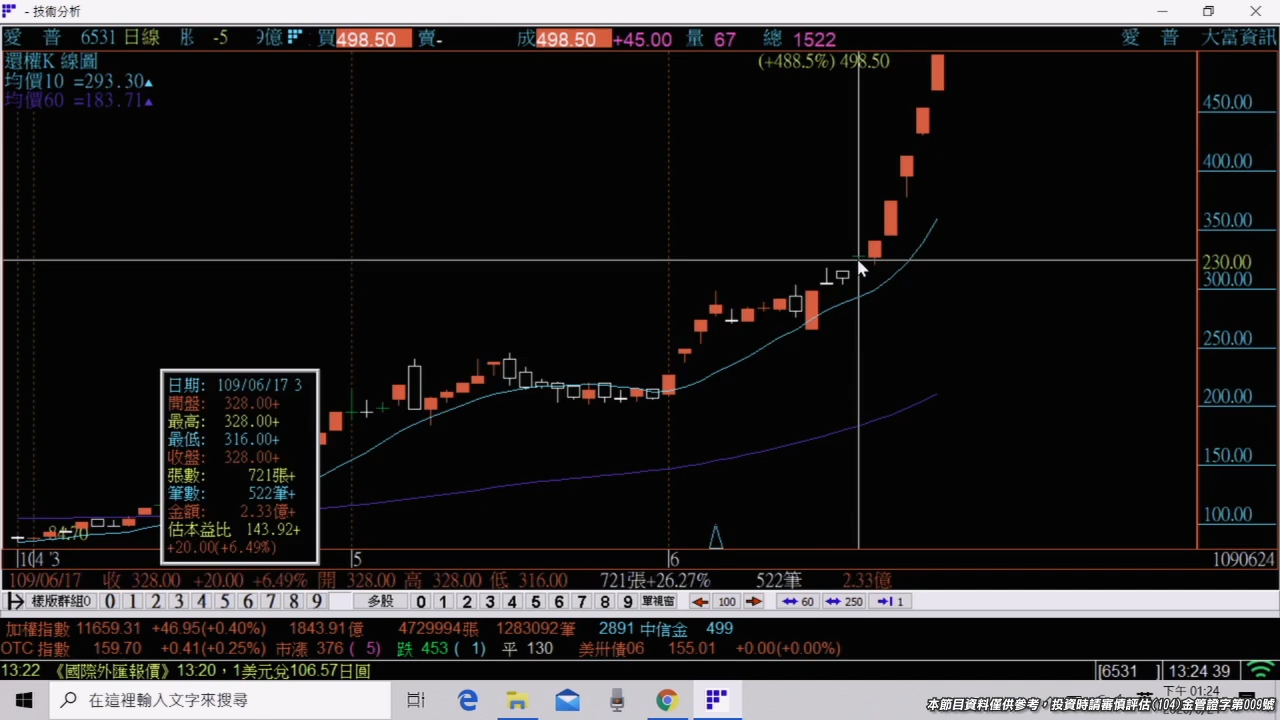 - 技術分析
愛 普 6531 日線 -5 買 498.50 賣- 成 498.50 +45.00 量 67 總 1522 愛 普 大富資訊
還權K 線圖
均價10 =293.30▲
均價60 =183.71▲
(+488.5%) 498.50
450.00
400.00
350.00
230.00
300.00
250.00
200.00
150.00
100.00
日期: 109/06/17 3
開盤: 328.00+
最高: 328.00+
最低: 316.00+
收盤: 328.00+
張數: 721張+
筆數: 522筆+
金額: 2.33億+
估本益比 143.92+
+20.00(+6.49%)
84.70
104 '3 5 6 1090624
109/06/17 收 328.00 +20.00 +6.49% 開 328.00 高 328.00 低 316.00 721張+26.27% 522筆 2.33億
樣版群組0 0 1 2 3 4 5 6 7 8 9 多股 0 1 2 3 4 5 6 7 8 9 單視窗 100 60 250 1
加權指數 11659.31 +46.95(+0.40%) 1843.91億 4729994張 1283092筆 2891 中信金 499
OTC 指數 159.70 +0.41(+0.25%) 市漲 376 ( 5) 跌 453 ( 1) 平 130 美卅債06 155.01 +0.00(+0.00%)
13:22 《國際外匯報價》13:20，1美元兌106.57日圓 [6531 ] 13:24 39
在這裡輸入文字來搜尋
下午 01:24
本節目資料僅供參考，投資時請審慎評估(104)金管證字第009號